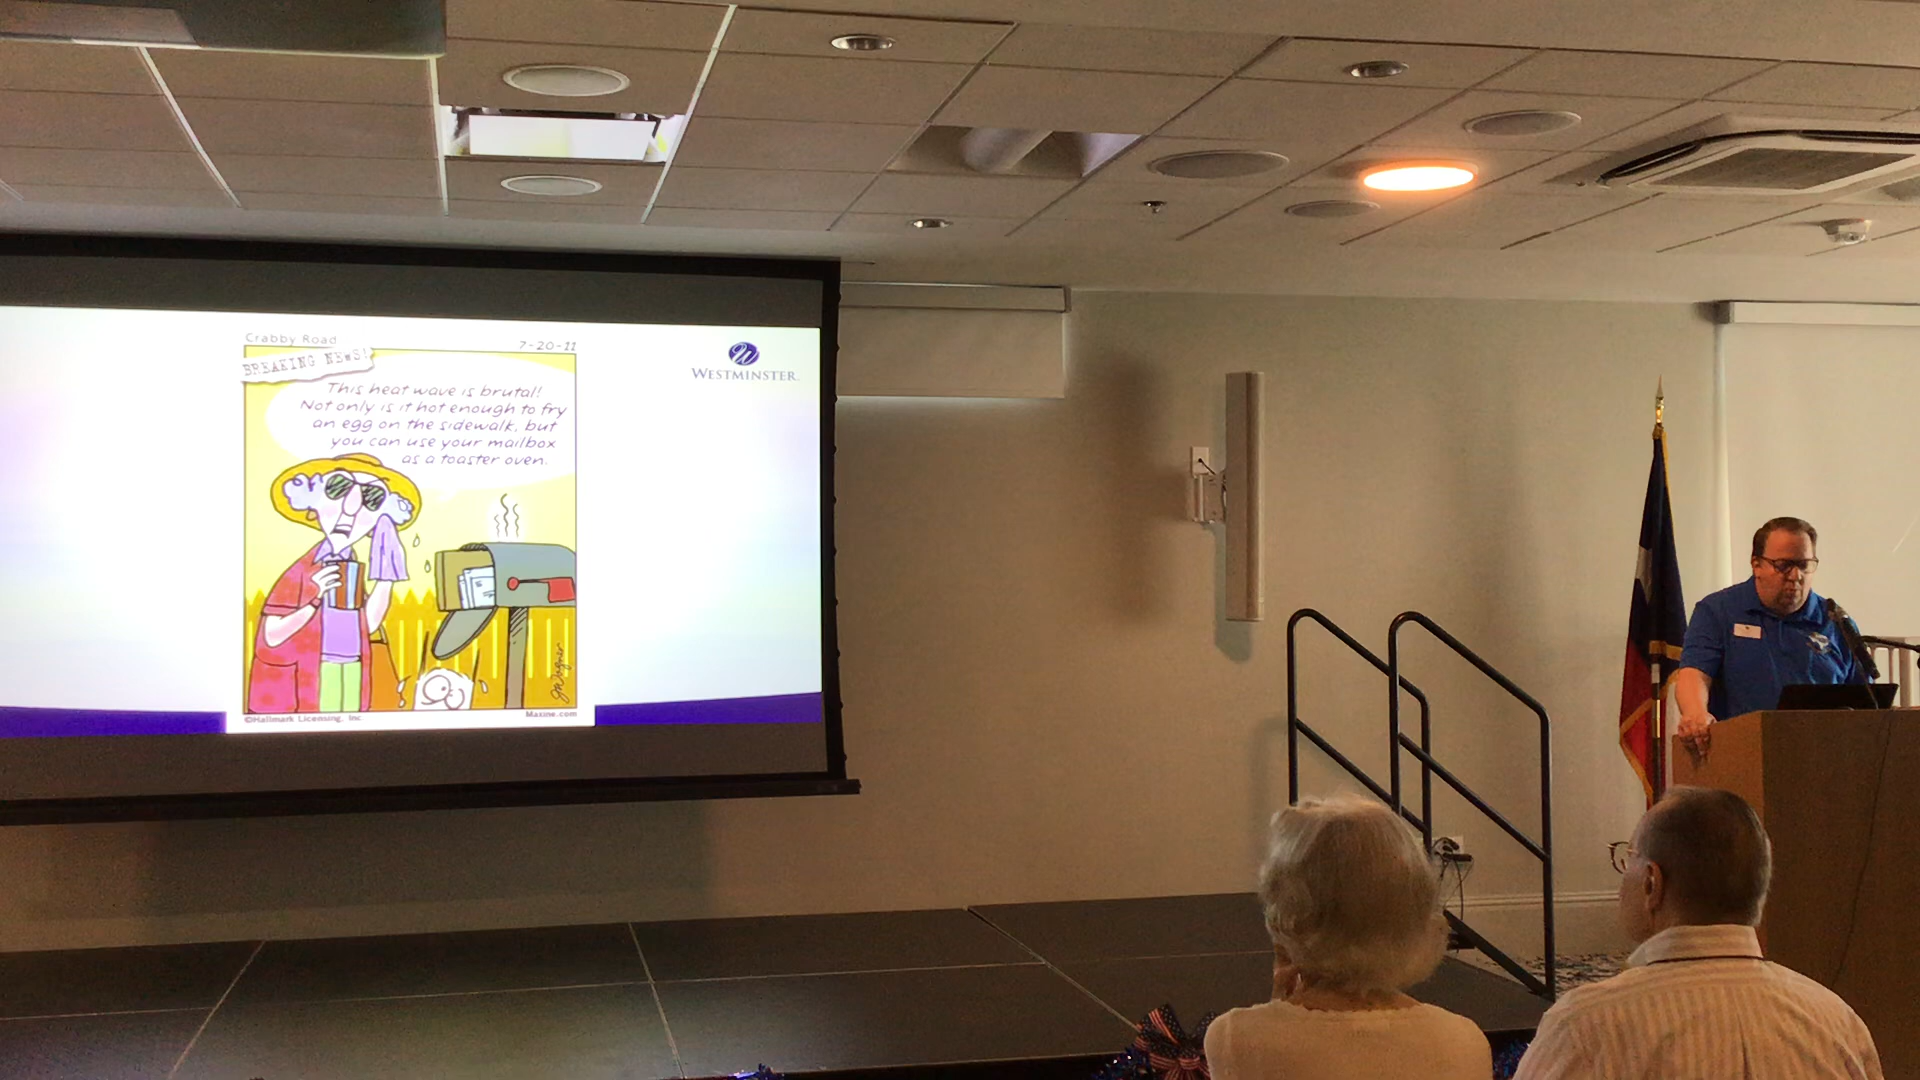 Crabby Road
7-20-11
BREAKING NEWS!
This heat wave is brutal!
Not only is it hot enough to fry
an egg on the sidewalk, but
you can use your mailbox
as a toaster oven.
©Hallmark Licensing, Inc.
Maxine.com
W
WESTMINSTER